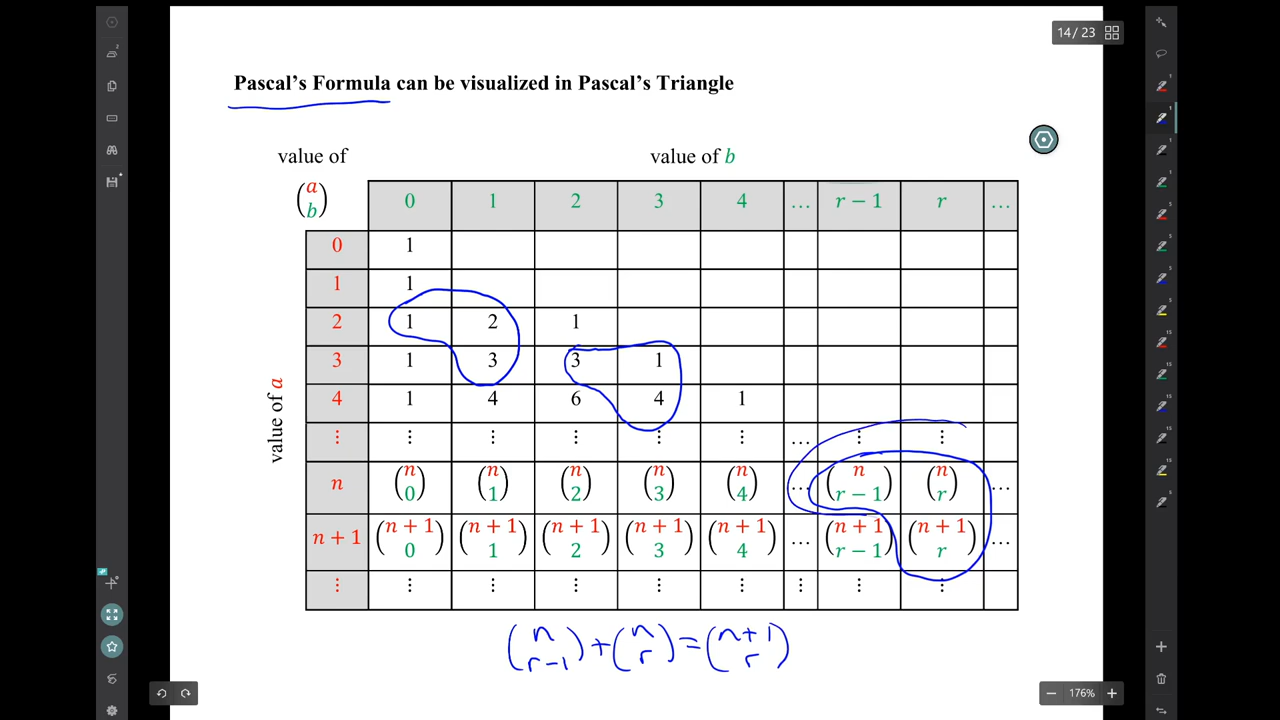 14 / 23
Pascal's Formula can be visualized in Pascal's Triangle
value of value of b
(a b) 0 1 2 3 4 … r − 1 r …
0 1
1 1
2 1 2 1
3 1 3 3 1
4 1 4 6 4 1
value of a
⋮ ⋮ ⋮ ⋮ ⋮ ⋮ … ⋮ ⋮
n (n 0) (n 1) (n 2) (n 3) (n 4) … (n r − 1) (n r) …
n + 1 (n + 1 0) (n + 1 1) (n + 1 2) (n + 1 3) (n + 1 4) … (n + 1 r − 1) (n + 1 r) …
⋮ ⋮ ⋮ ⋮ ⋮ ⋮ ⋮ ⋮ ⋮
(n r−1) + (n r) = (n+1 r)
176%